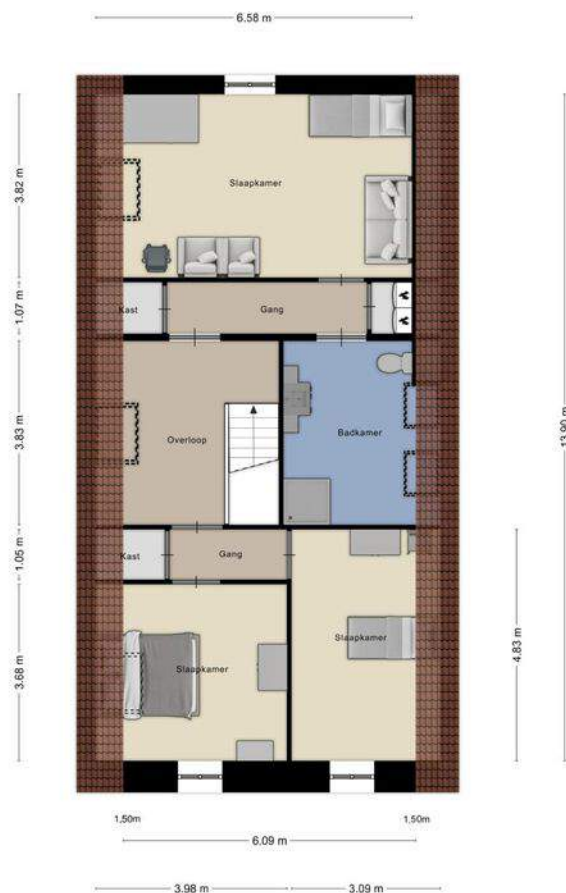 6.58 m
3.82 m
Slaapkamer
1.07 m
Kast
Gang
3.83 m
Overloop
Badkamer
13.90 m
1.05 m
Kast
Gang
3.68 m
Slaapkamer
Slaapkamer
4.83 m
1.50m
1.50m
6.09 m
3.98 m
3.09 m